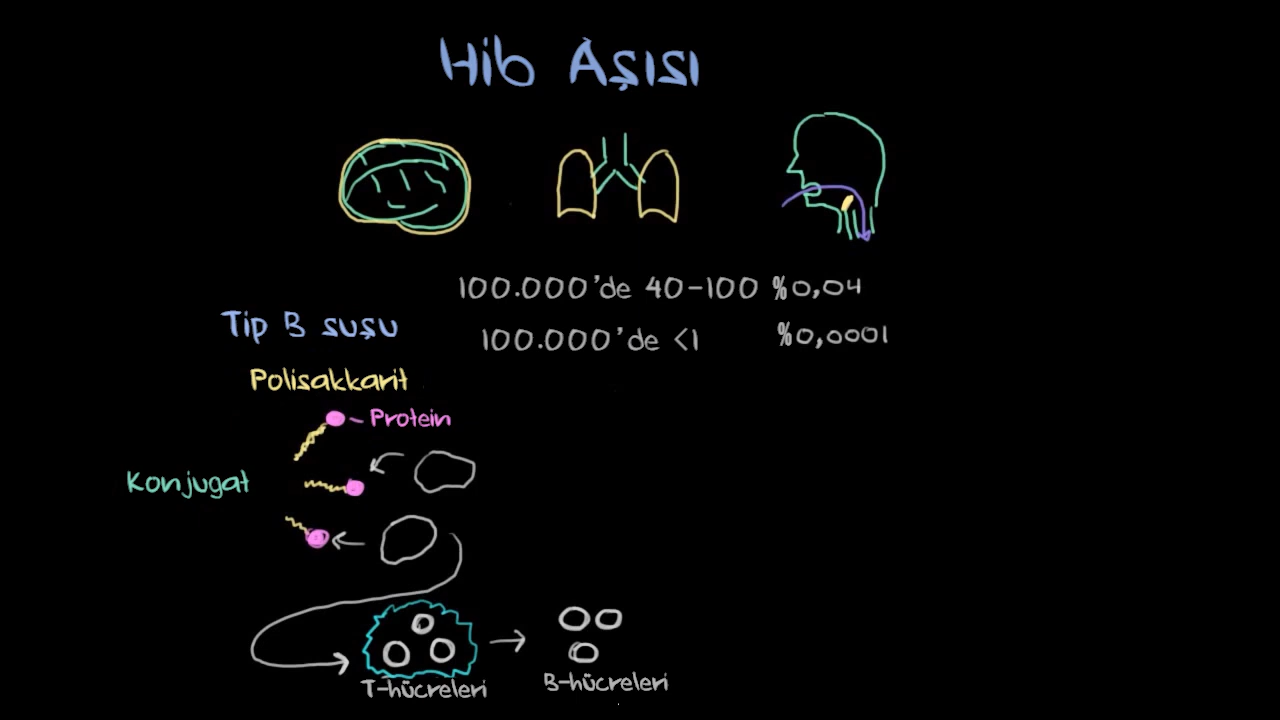 Hib Aşısı
100.000'de 40-100 %0,04
Tip B suşu
100.000'de <1 %0,0001
Polisakkarit
Protein
Konjugat
T-hücreleri
B-hücreleri